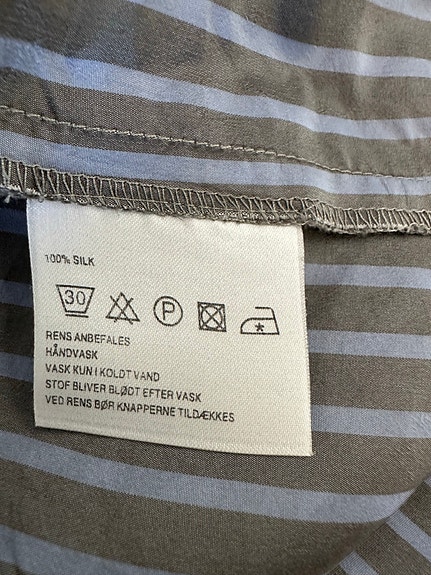 100% SILK
30 P
RENS ANBEFALES
HÅNDVASK
VASK KUN I KOLDT VAND
STOF BLIVER BLØDT EFTER VASK
VED RENS BØR KNAPPERNE TILDÆKKES